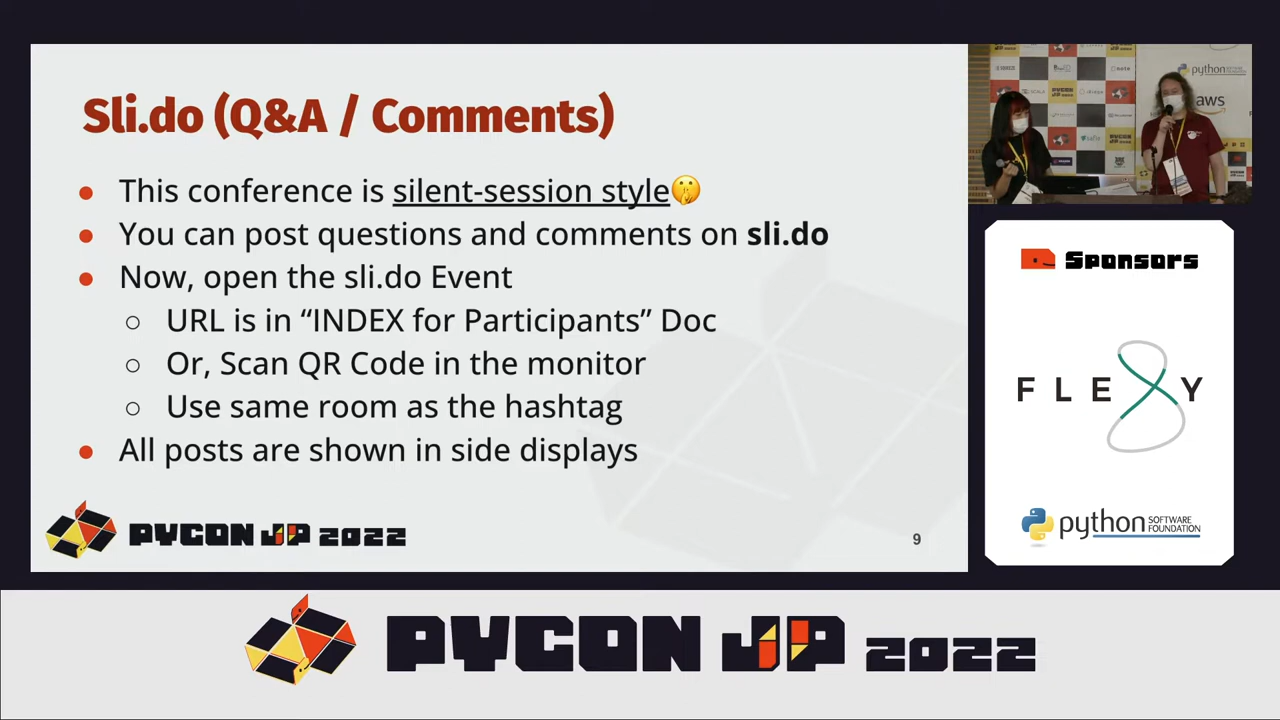 Sli.do (Q&A / Comments)
● This conference is silent-session style🤫
● You can post questions and comments on sli.do
● Now, open the sli.do Event
○ URL is in “INDEX for Participants” Doc
○ Or, Scan QR Code in the monitor
○ Use same room as the hashtag
● All posts are shown in side displays
PYCON JP 2022
9
python
aws
Sponsors
FLEXY
python SOFTWARE
FOUNDATION
PYCON JP 2022